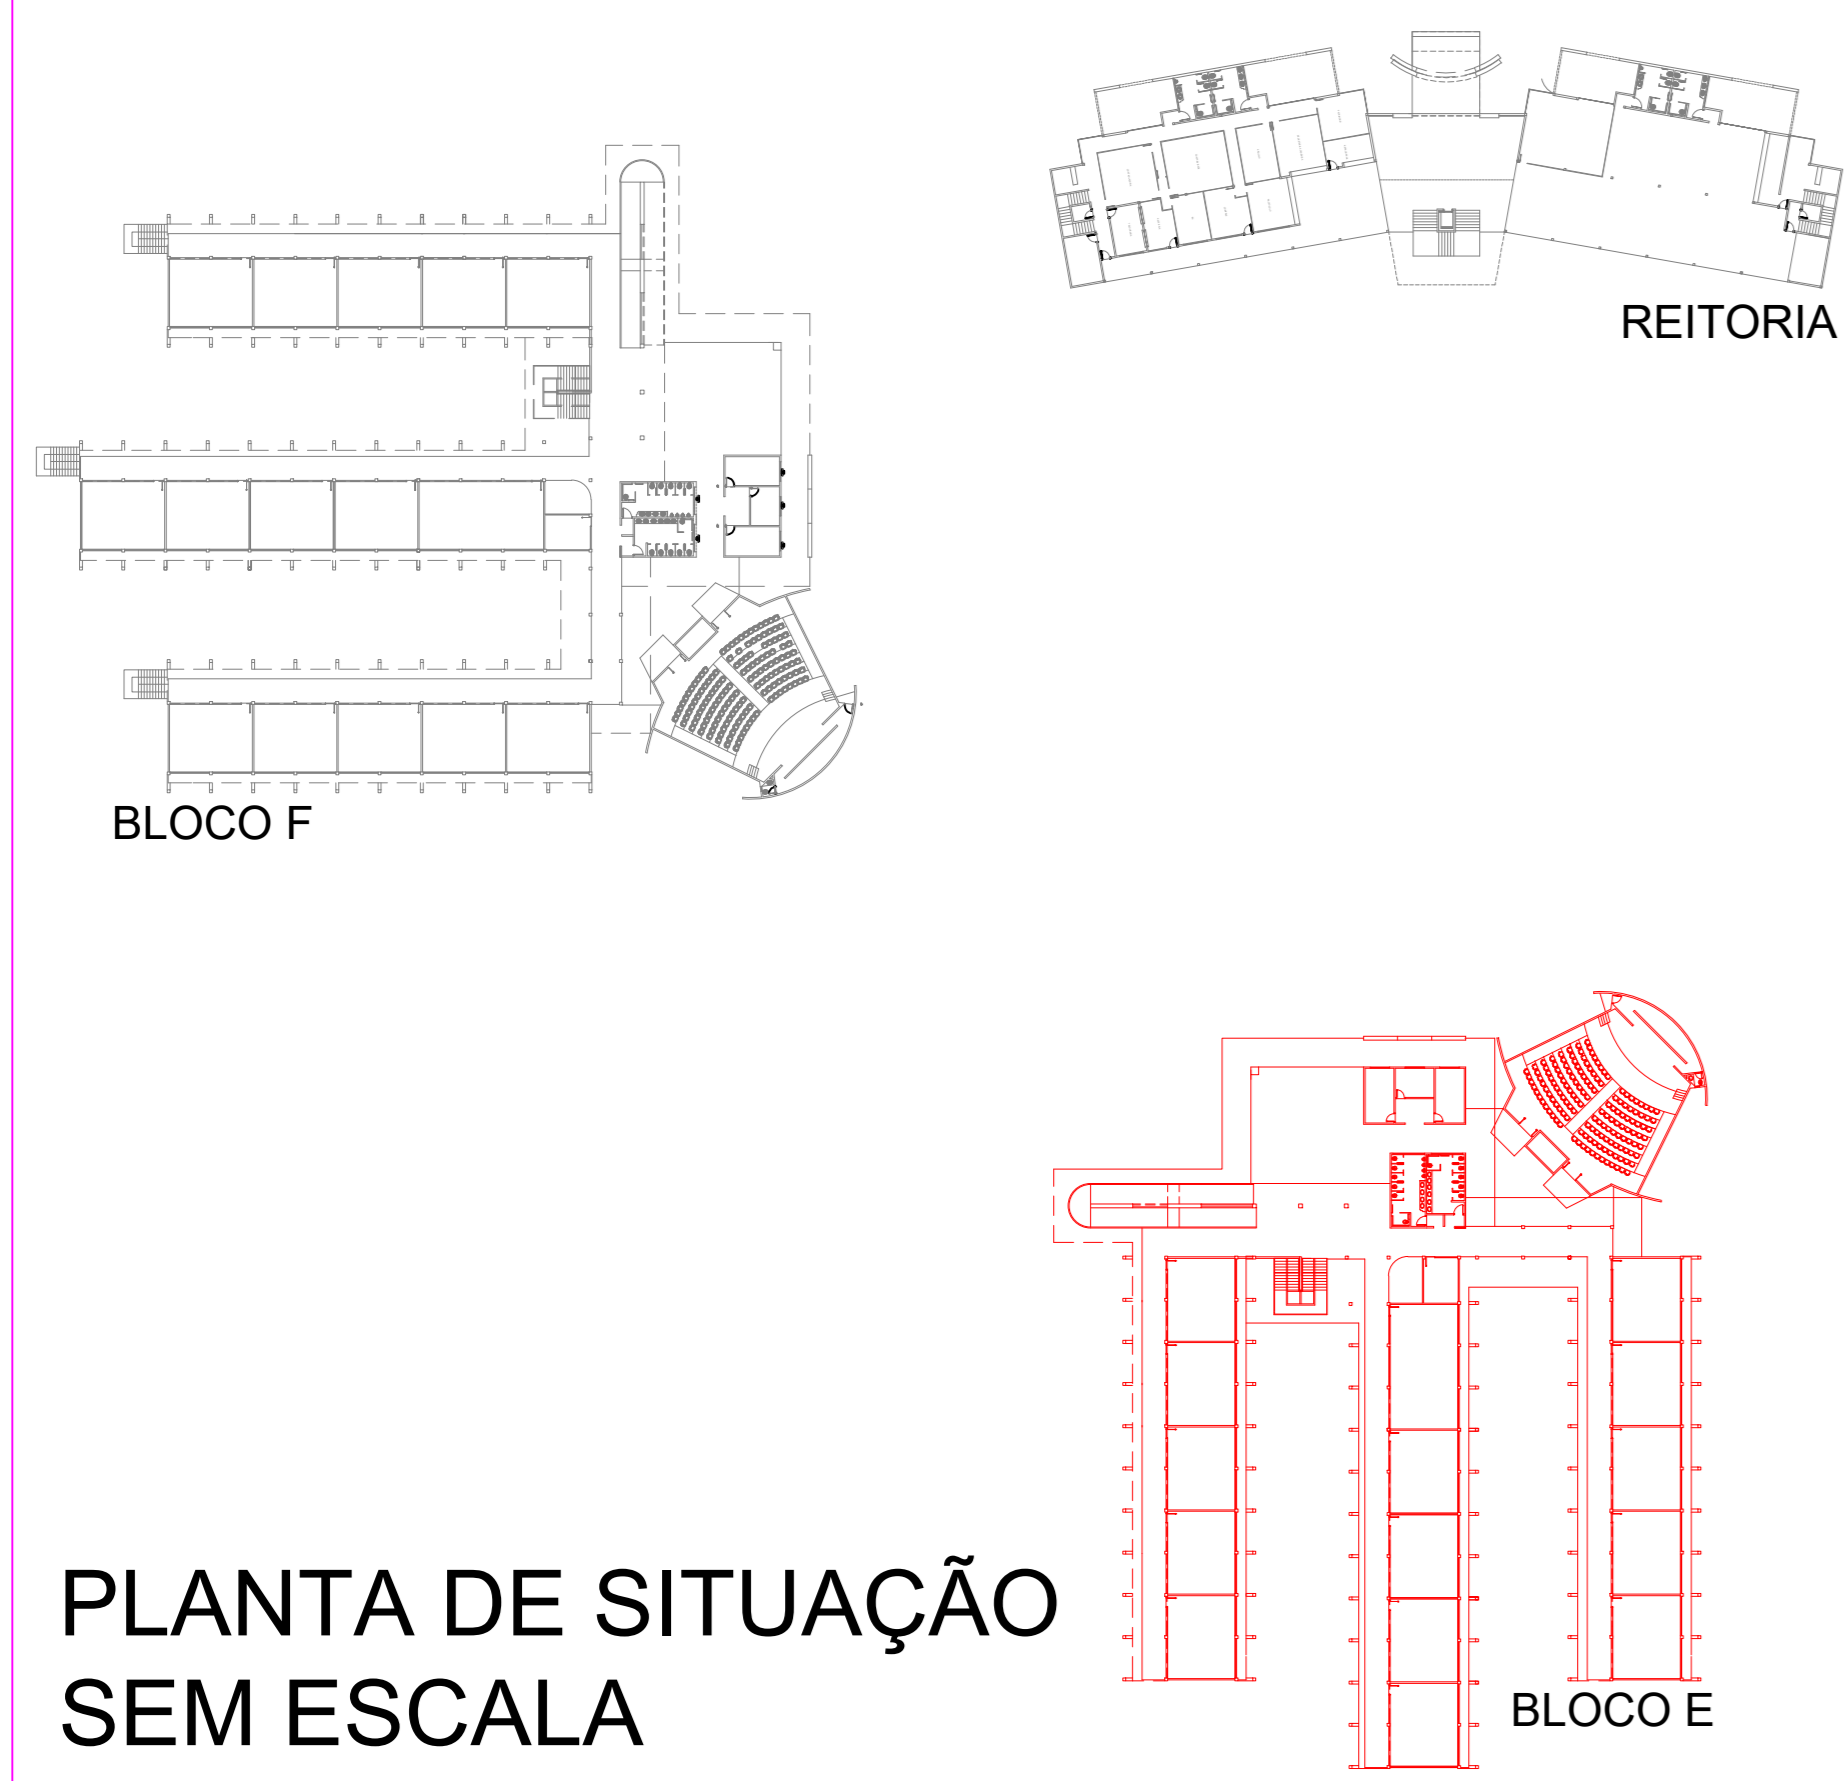 REITORIA
BLOCO F
PLANTA DE SITUAÇÃO
SEM ESCALA
BLOCO E